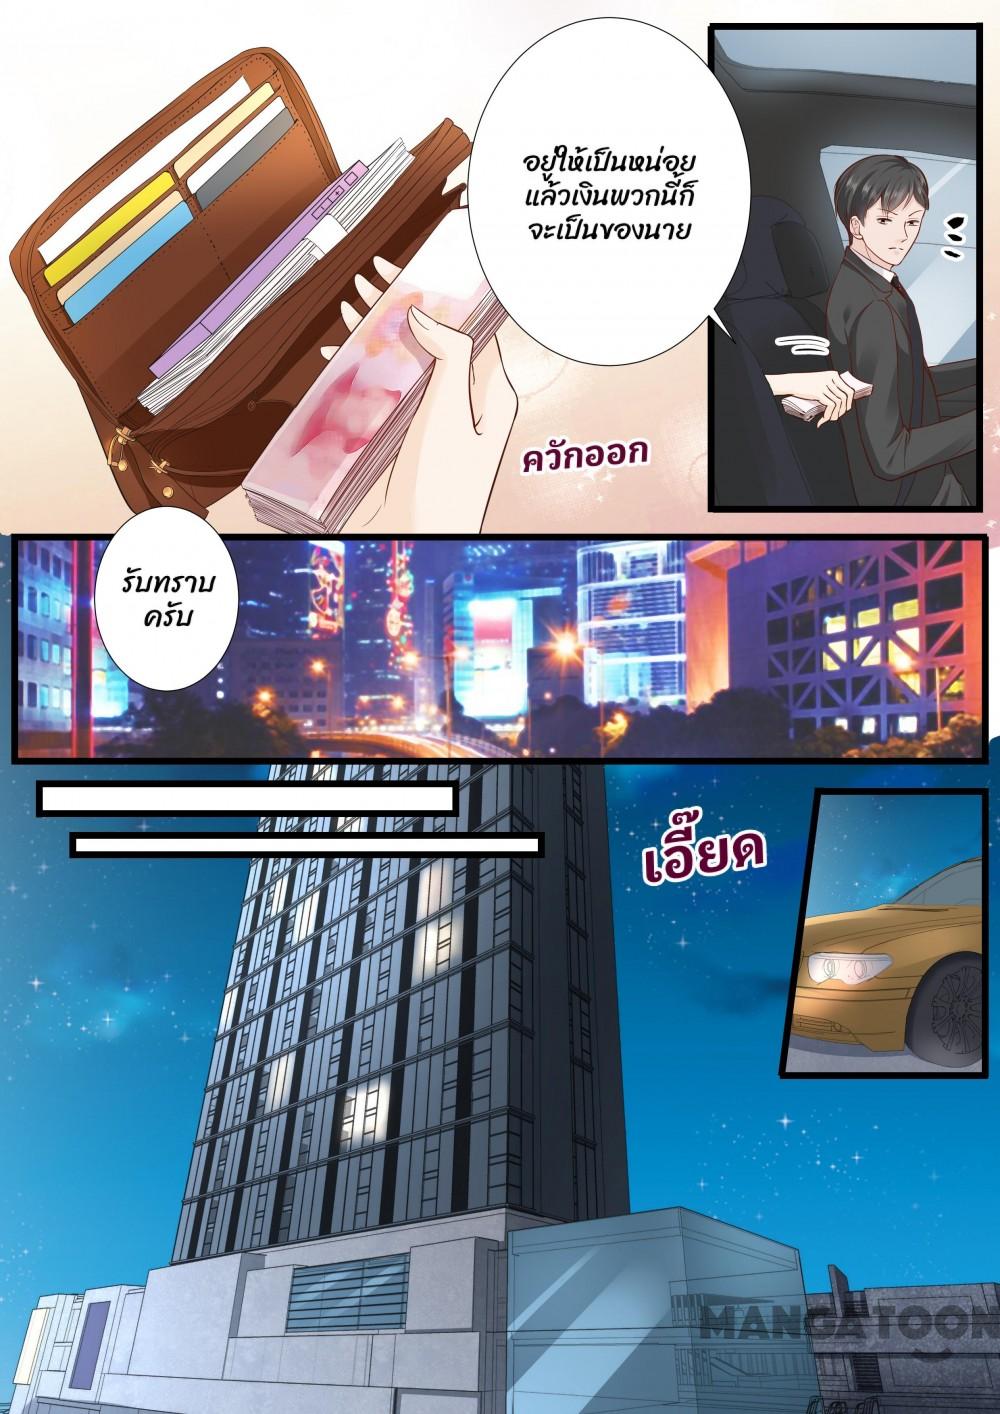 อยู่ให้เป็นหน่อย
แล้วเงินพวกนี้ก็
จะเป็นของนาย
ควักออก
รับทราบ
ครับ
เอี๊ยด
MANGATOON